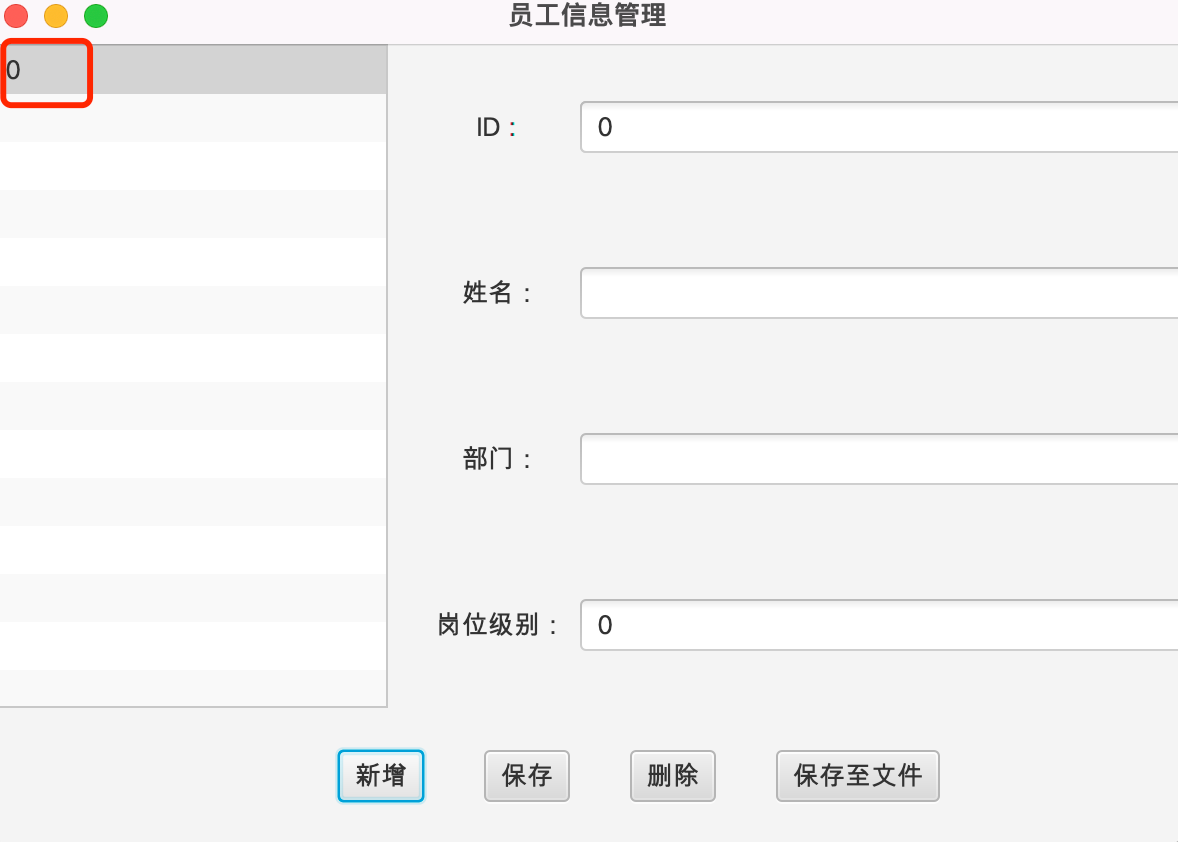 员工信息管理
0
ID： 0
姓名：
部门：
岗位级别： 0
新增 保存 删除 保存至文件